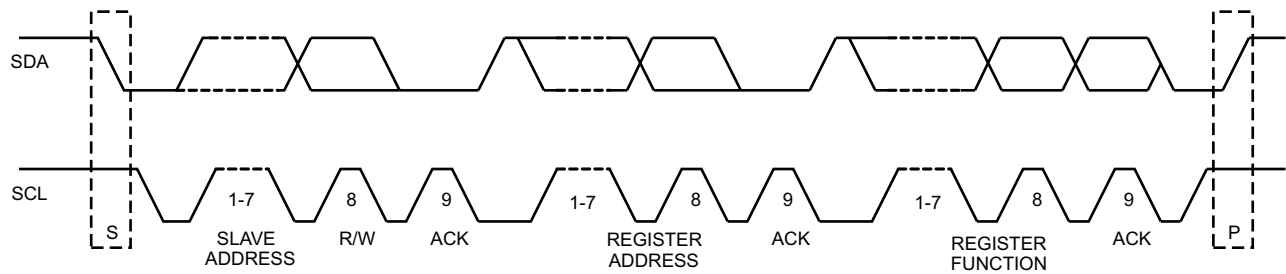 SDA
SCL
S
1-7
8
9
1-7
8
9
1-7
8
9
P
SLAVE
ADDRESS
R/W
ACK
REGISTER
ADDRESS
ACK
REGISTER
FUNCTION
ACK